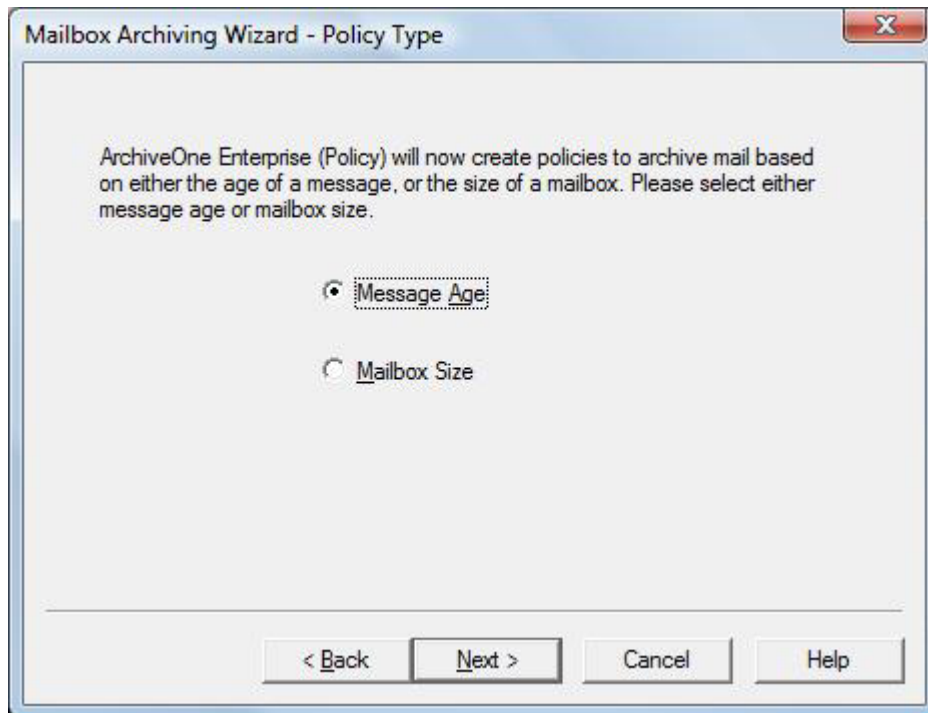 Mailbox Archiving Wizard - Policy Type
ArchiveOne Enterprise (Policy) will now create policies to archive mail based
on either the age of a message, or the size of a mailbox. Please select either
message age or mailbox size.
Message Age
Mailbox Size
< Back
Next >
Cancel
Help